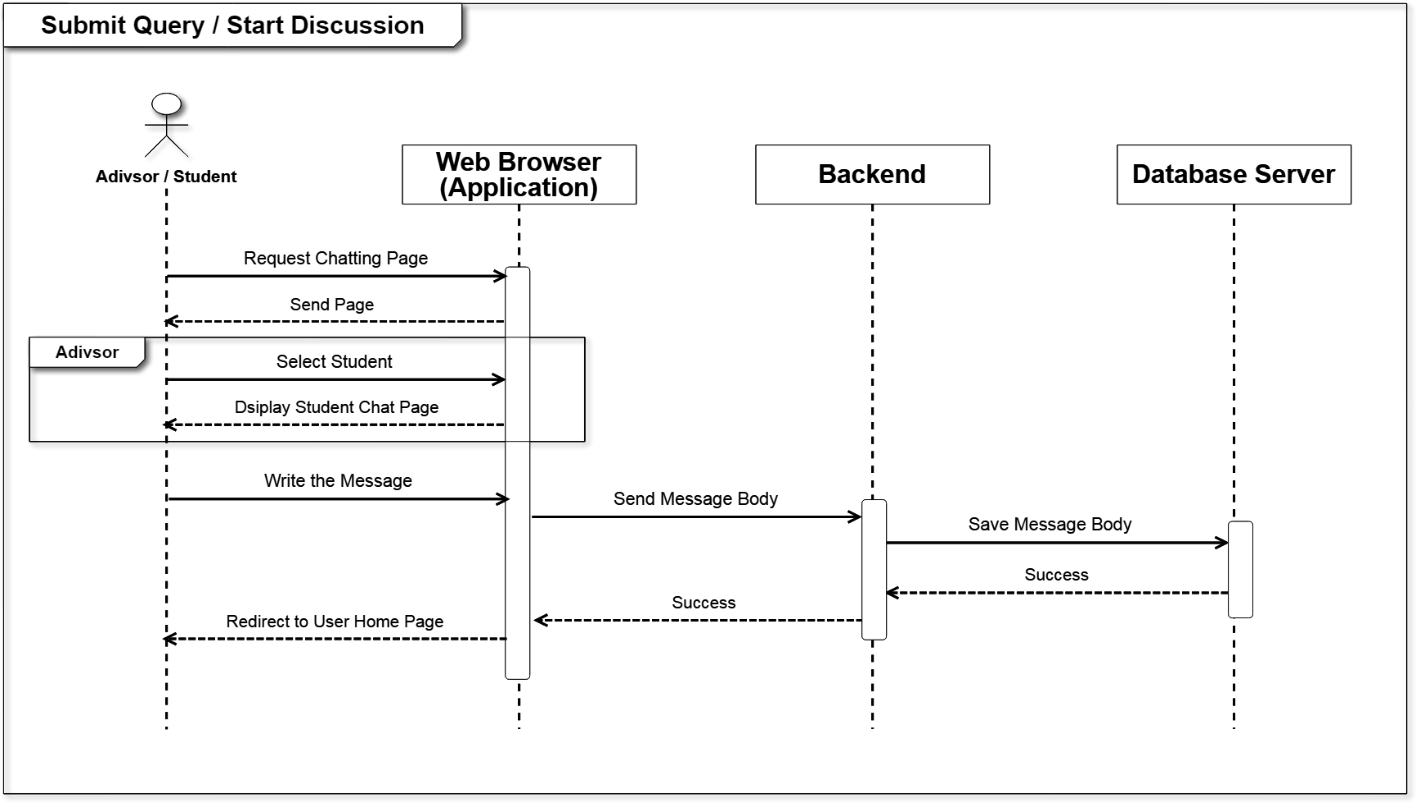 Submit Query / Start Discussion
Adivsor / Student
Web Browser
(Application)
Backend
Database Server
Request Chatting Page
Send Page
Adivsor
Select Student
Dsiplay Student Chat Page
Write the Message
Send Message Body
Save Message Body
Success
Success
Redirect to User Home Page